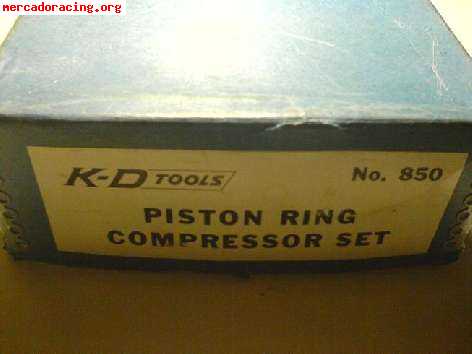 mercadoracing.org
K-D TOOLS No. 850
PISTON RING
COMPRESSOR SET